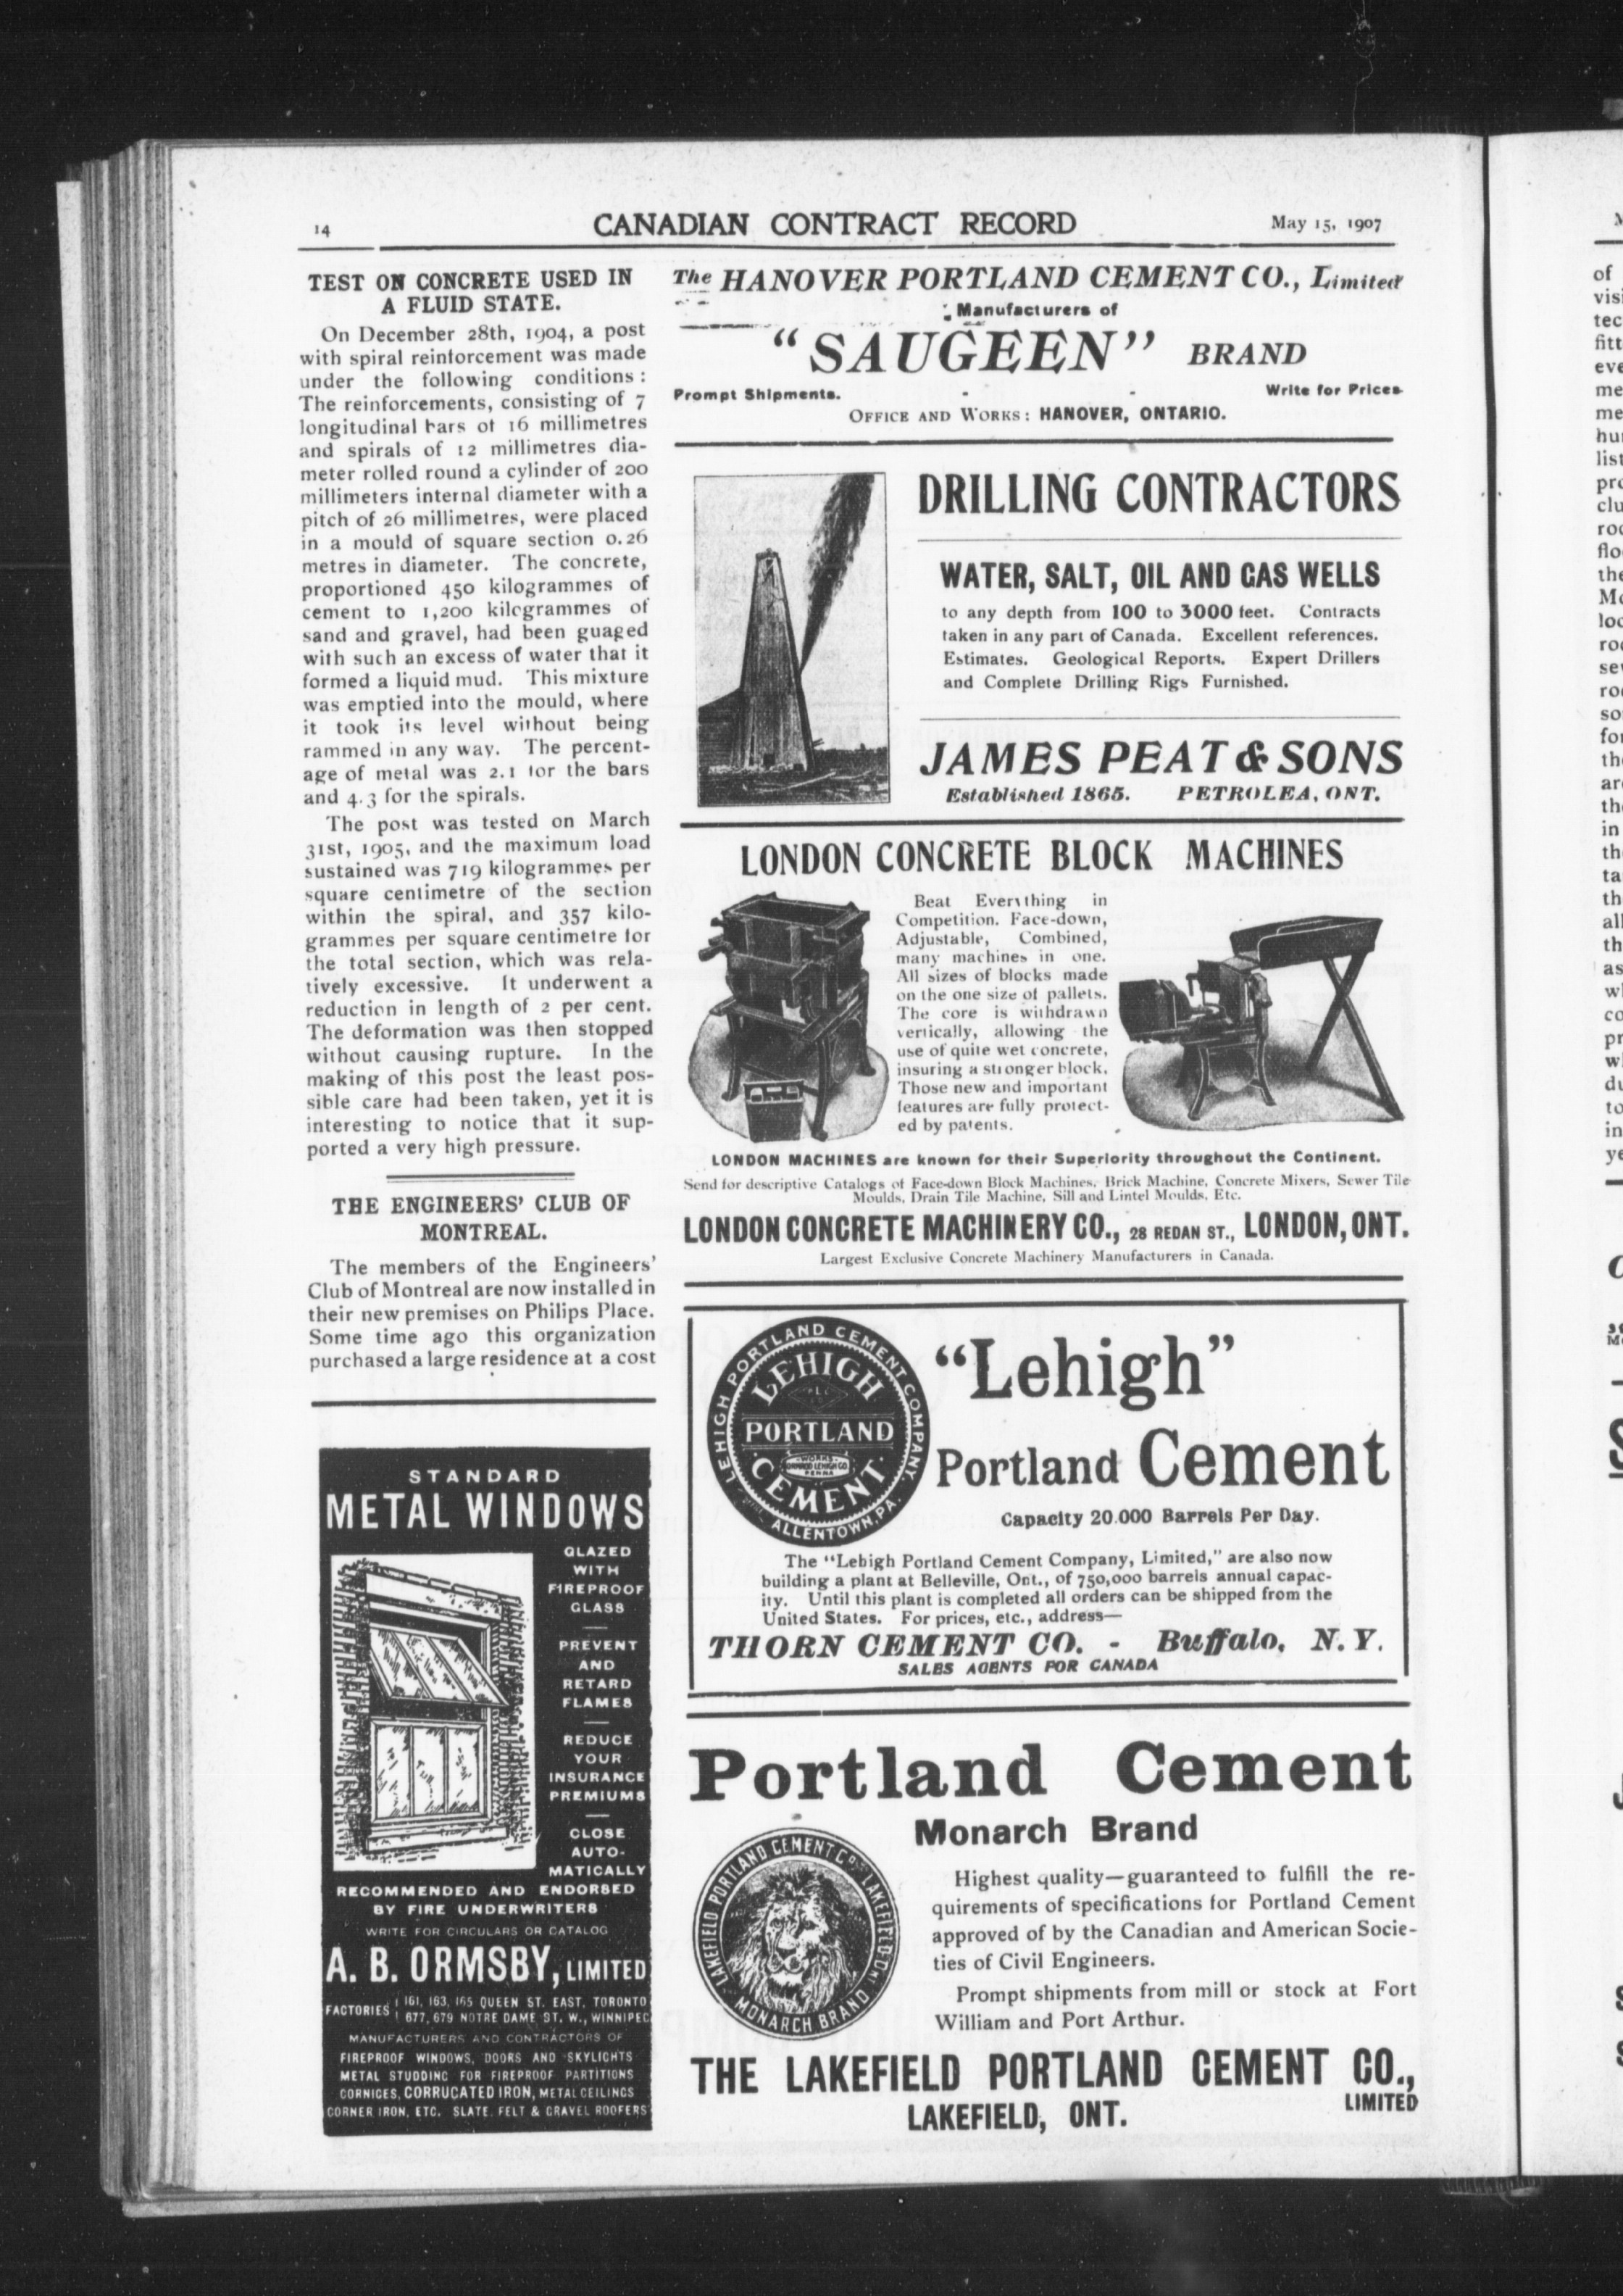 14
CANADIAN CONTRACT RECORD
May 15, 1907
TEST ON CONCRETE USED IN
A FLUID STATE.
On December 28th, 1904, a post
with spiral reinforcement was made
under the following conditions:
The reinforcements, consisting of 7
longitudinal bars of 16 millimetres
and spirals of 12 millimetres dia-
meter rolled round a cylinder of 200
millimeters internal diameter with a
pitch of 26 millimetres, were placed
in a mould of square section 0.26
metres in diameter. The concrete,
proportioned 450 kilogrammes of
cement to 1,200 kilogrammes of
sand and gravel, had been guaged
with such an excess of water that it
formed a liquid mud. This mixture
was emptied into the mould, where
it took its level without being
rammed in any way. The percent-
age of metal was 2.1 for the bars
and 4.3 for the spirals.
The post was tested on March
31st, 1905, and the maximum load
sustained was 719 kilogrammes per
square centimetre of the section
within the spiral, and 357 kilo-
grammes per square centimetre for
the total section, which was rela-
tively excessive. It underwent a
reduction in length of 2 per cent.
The deformation was then stopped
without causing rupture. In the
making of this post the least pos-
sible care had been taken, yet it is
interesting to notice that it sup-
ported a very high pressure.
THE ENGINEERS' CLUB OF
MONTREAL.
The members of the Engineers'
Club of Montreal are now installed in
their new premises on Philips Place.
Some time ago this organization
purchased a large residence at a cost
STANDARD
METAL WINDOWS
GLAZED
WITH
FIREPROOF
GLASS
PREVENT
AND
RETARD
FLAMES
REDUCE
YOUR
INSURANCE
PREMIUMS
CLOSE
AUTO-
MATICALLY
RECOMMENDED AND ENDORSED
BY FIRE UNDERWRITERS
WRITE FOR CIRCULARS OR CATALOG
A. B. ORMSBY, LIMITED
FACTORIES { 161, 163, 165 QUEEN ST. EAST, TORONTO
677, 679 NOTRE DAME ST. W., WINNIPEG
MANUFACTURERS AND CONTRACTORS OF
FIREPROOF WINDOWS, DOORS AND SKYLIGHTS
METAL STUDDING FOR FIREPROOF PARTITIONS
CORNICES, CORRUGATED IRON, METAL CEILINGS
CORNER IRON, ETC. SLATE, FELT & GRAVEL ROOFERS
The HANOVER PORTLAND CEMENT CO., Limited
Manufacturers of
"SAUGEEN" BRAND
Prompt Shipments. - - Write for Prices
OFFICE AND WORKS: HANOVER, ONTARIO.
DRILLING CONTRACTORS
WATER, SALT, OIL AND GAS WELLS
to any depth from 100 to 3000 feet. Contracts
taken in any part of Canada. Excellent references.
Estimates. Geological Reports. Expert Drillers
and Complete Drilling Rigs Furnished.
JAMES PEAT & SONS
Established 1865. PETROLEA, ONT.
LONDON CONCRETE BLOCK MACHINES
Beat Everything in
Competition. Face-down,
Adjustable, Combined,
many machines in one.
All sizes of blocks made
on the one size of pallets.
The core is withdrawn
vertically, allowing the
use of quite wet concrete,
insuring a stronger block.
Those new and important
features are fully protect-
ed by patents.
LONDON MACHINES are known for their Superiority throughout the Continent.
Send for descriptive Catalogs of Face-down Block Machines, Brick Machine, Concrete Mixers, Sewer Tile
Moulds, Drain Tile Machine, Sill and Lintel Moulds, Etc.
LONDON CONCRETE MACHINERY CO., 28 REDAN ST., LONDON, ONT.
Largest Exclusive Concrete Machinery Manufacturers in Canada.
LEHIGH PORTLAND CEMENT COMPANY.
ALLENTOWN, PA.
LEHIGH
PORTLAND
CEMENT
"Lehigh"
Portland Cement
Capacity 20.000 Barrels Per Day.
The "Lehigh Portland Cement Company, Limited," are also now
building a plant at Belleville, Ont., of 750,000 barrels annual capac-
ity. Until this plant is completed all orders can be shipped from the
United States. For prices, etc., address—
THORN CEMENT CO. - Buffalo, N. Y.
SALES AGENTS FOR CANADA
Portland Cement
Monarch Brand
LAKEFIELD PORTLAND CEMENT CO. LAKEFIELD ONT
MONARCH BRAND
Highest quality—guaranteed to fulfill the re-
quirements of specifications for Portland Cement
approved of by the Canadian and American Socie-
ties of Civil Engineers.
Prompt shipments from mill or stock at Fort
William and Port Arthur.
THE LAKEFIELD PORTLAND CEMENT CO.,
LIMITED
LAKEFIELD, ONT.